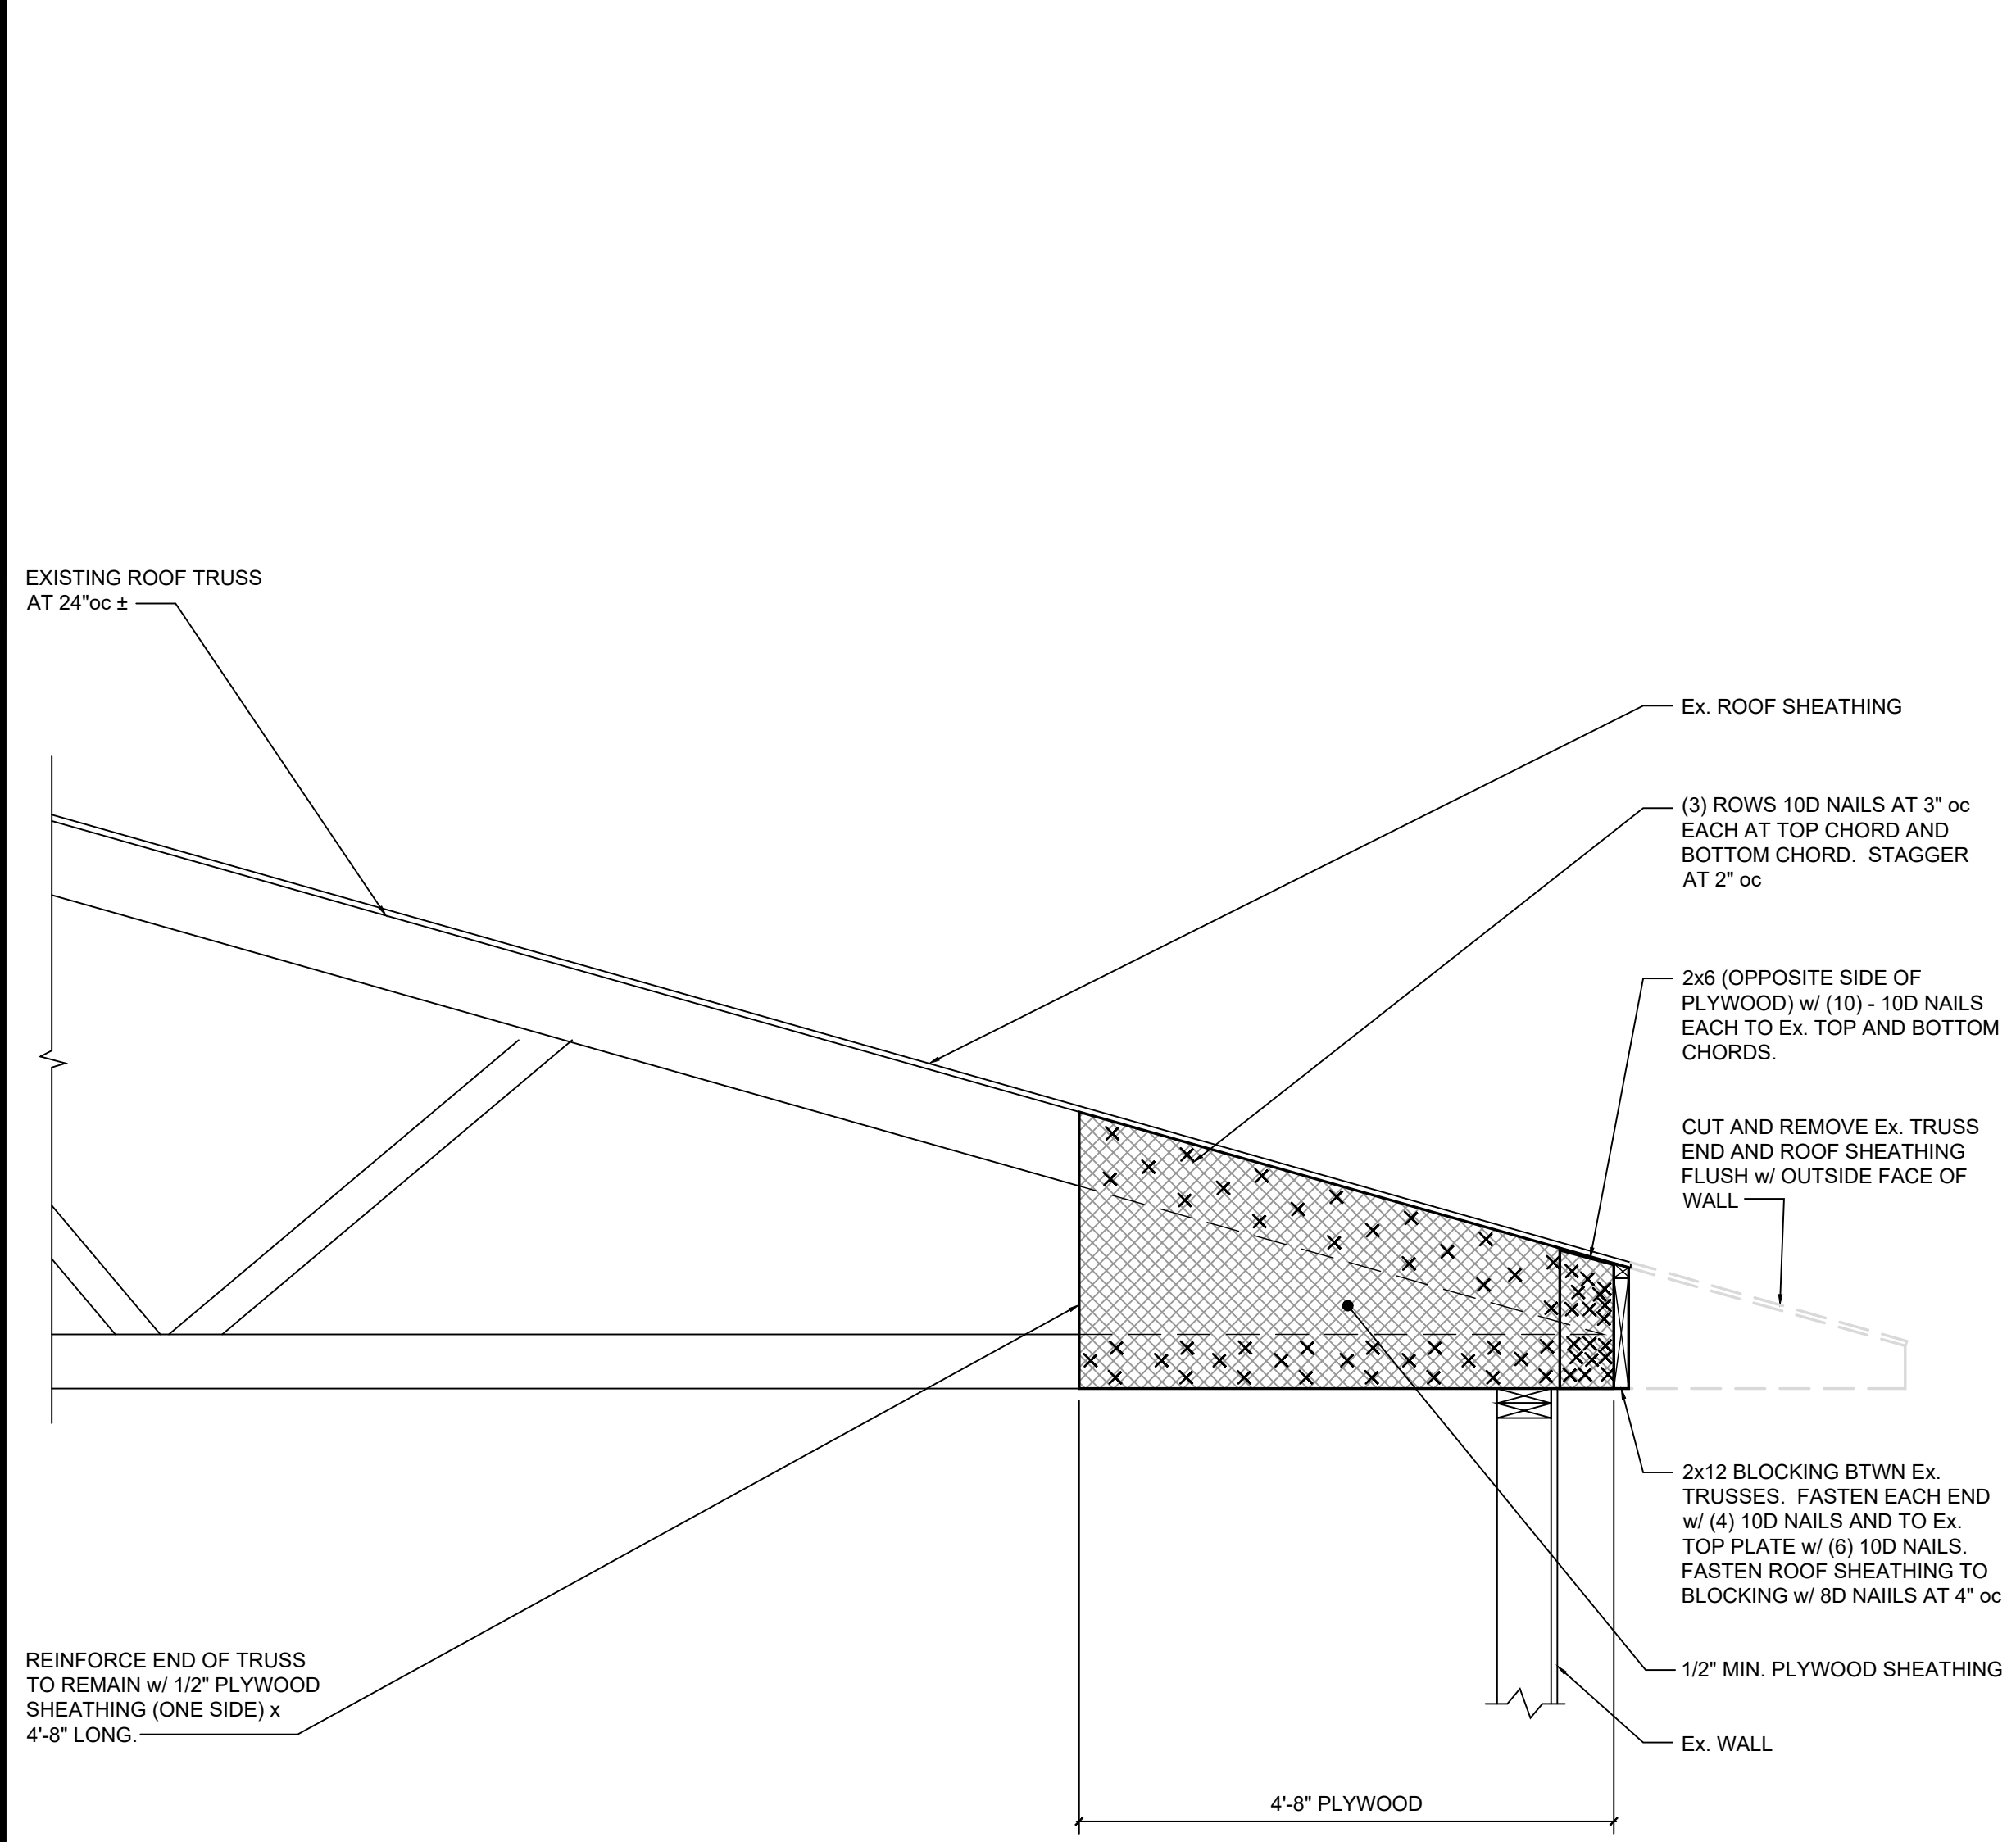 EXISTING ROOF TRUSS
AT 24"oc ±
Ex. ROOF SHEATHING
(3) ROWS 10D NAILS AT 3" oc
EACH AT TOP CHORD AND
BOTTOM CHORD.  STAGGER
AT 2" oc
2x6 (OPPOSITE SIDE OF
PLYWOOD) w/ (10) - 10D NAILS
EACH TO Ex. TOP AND BOTTOM
CHORDS.
CUT AND REMOVE Ex. TRUSS
END AND ROOF SHEATHING
FLUSH w/ OUTSIDE FACE OF
WALL
2x12 BLOCKING BTWN Ex.
TRUSSES.  FASTEN EACH END
w/ (4) 10D NAILS AND TO Ex.
TOP PLATE w/ (6) 10D NAILS.
FASTEN ROOF SHEATHING TO
BLOCKING w/ 8D NAIILS AT 4" oc
REINFORCE END OF TRUSS
TO REMAIN w/ 1/2" PLYWOOD
SHEATHING (ONE SIDE) x
4'-8" LONG.
1/2" MIN. PLYWOOD SHEATHING
Ex. WALL
4'-8" PLYWOOD